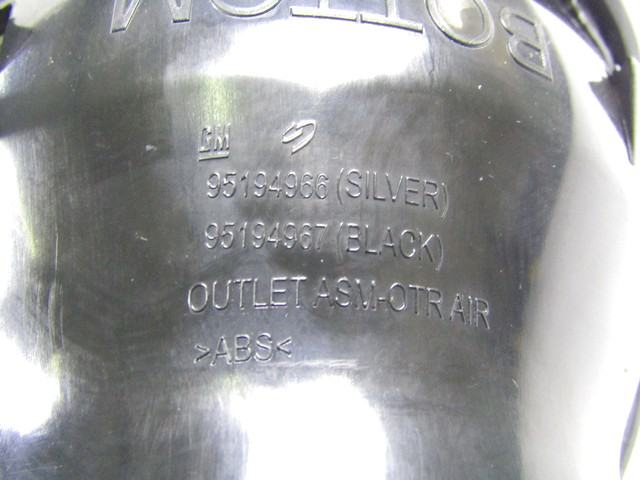 BOTTOM
GM
95194966 (SILVER)
95194967 (BLACK)
OUTLET ASM-OTR AIR
>ABS<